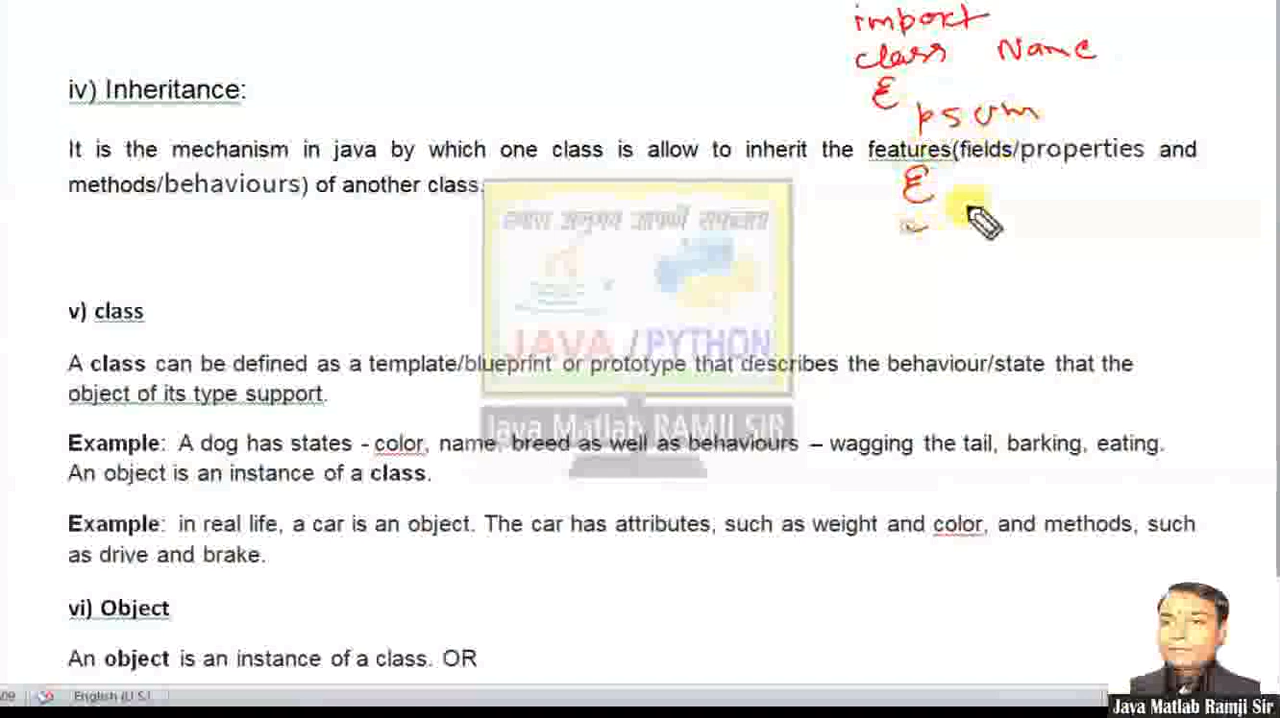 import
class Name
{
psvm
iv) Inheritance:
It is the mechanism in java by which one class is allow to inherit the features(fields/properties and
methods/behaviours) of another class.
{
JAVA / PYTHON
v) class
A class can be defined as a template/blueprint or prototype that describes the behaviour/state that the
object of its type support.
Java Matlab RAMJI SIR
Example: A dog has states - color, name, breed as well as behaviours – wagging the tail, barking, eating.
An object is an instance of a class.
Example: in real life, a car is an object. The car has attributes, such as weight and color, and methods, such
as drive and brake.
vi) Object
An object is an instance of a class. OR
English (U.S.)
Java Matlab Ramji Sir